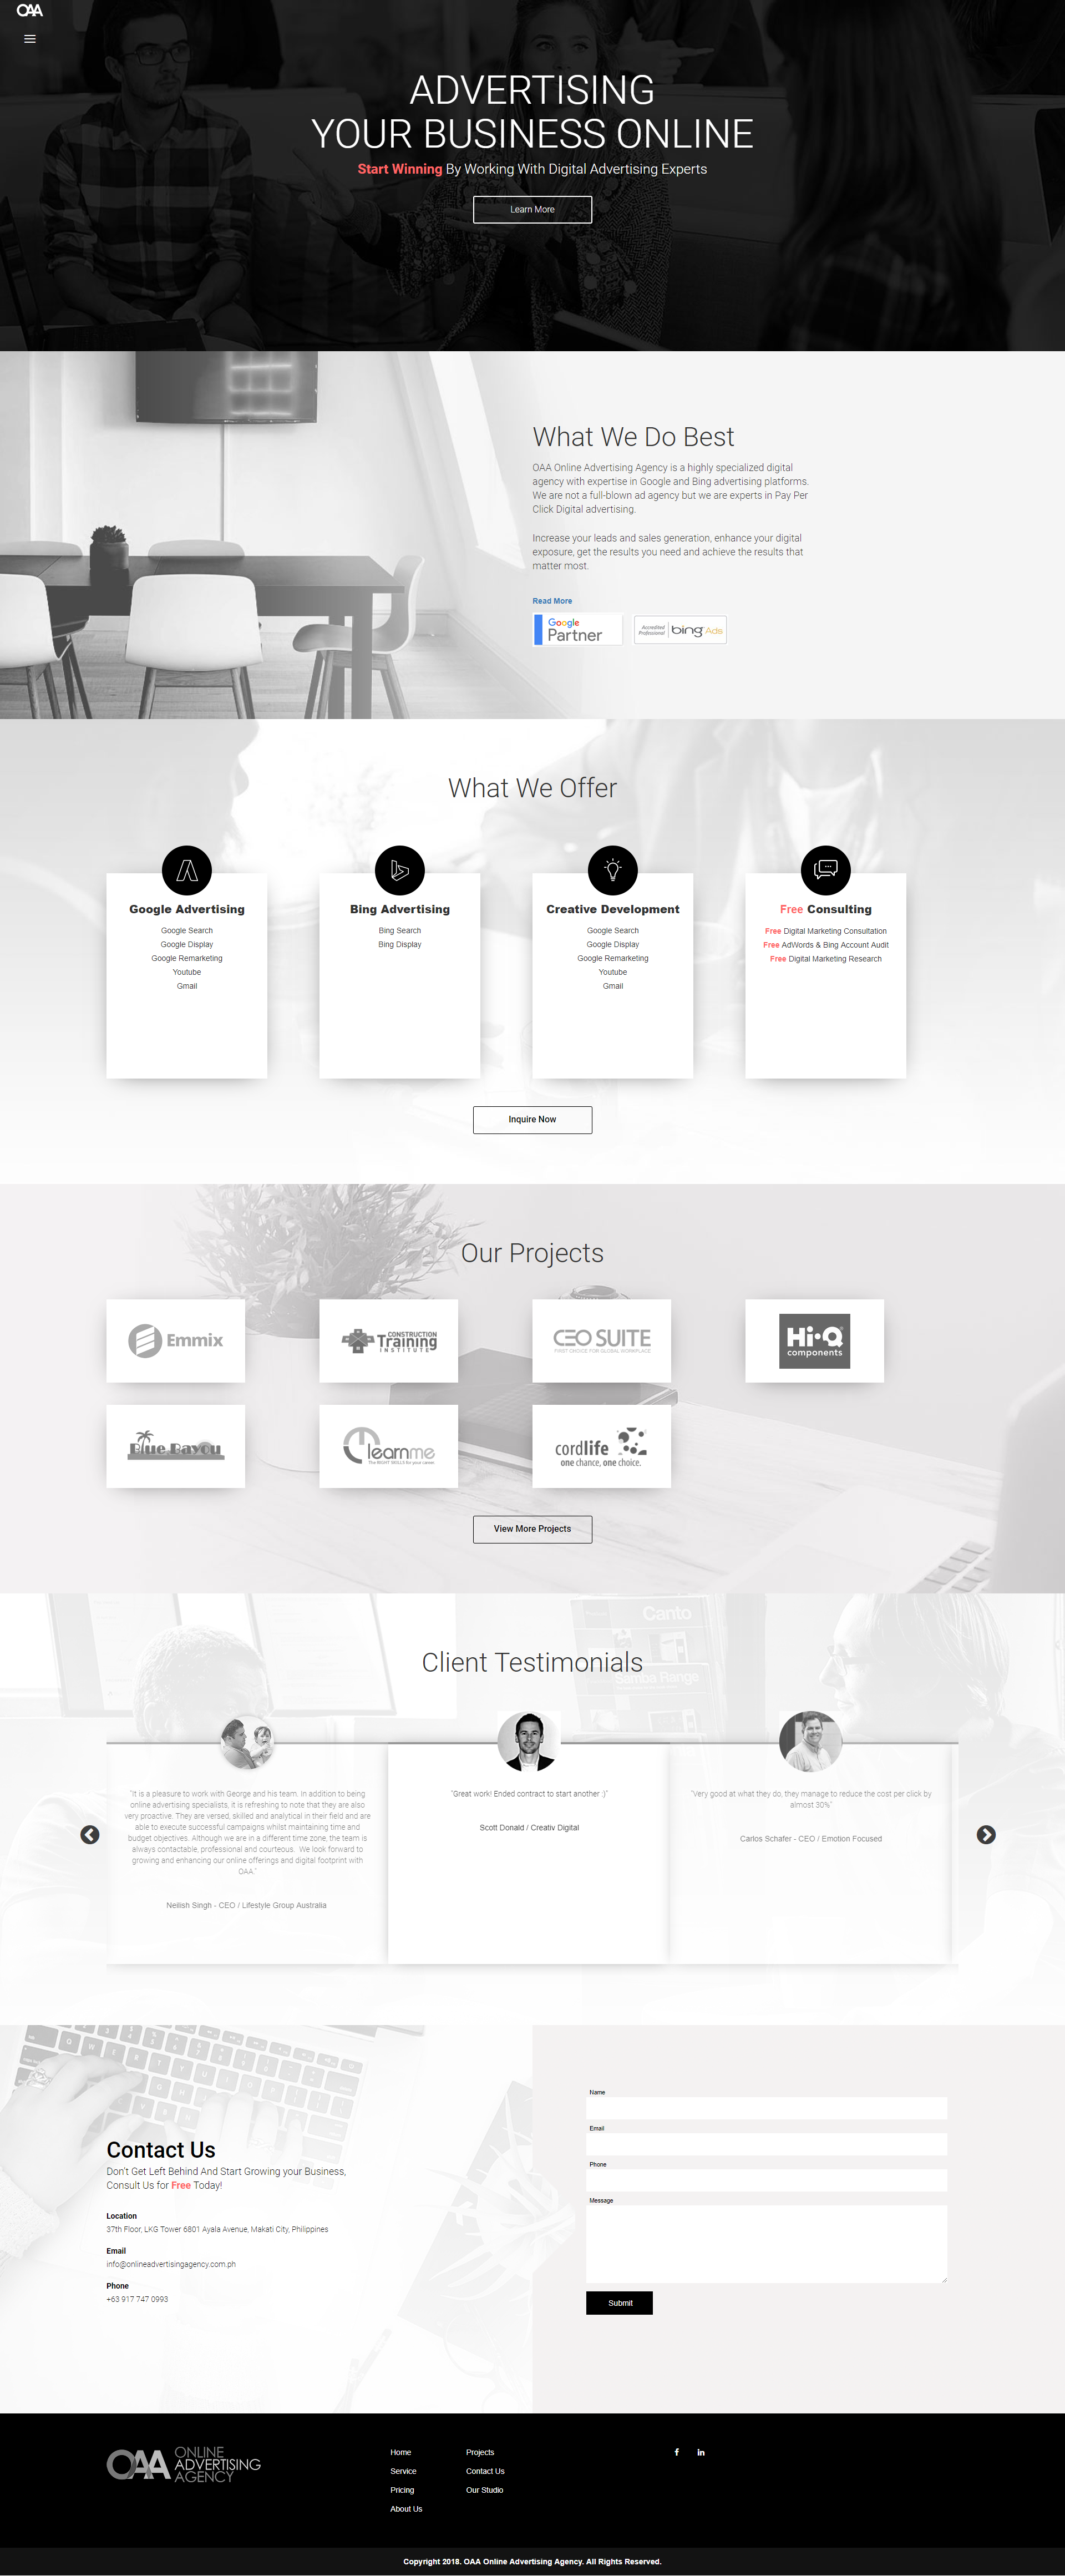 OAA
ADVERTISING
YOUR BUSINESS ONLINE
Start Winning By Working With Digital Advertising Experts
Learn More
What We Do Best
OAA Online Advertising Agency is a highly specialized digital
agency with expertise in Google and Bing advertising platforms.
We are not a full-blown ad agency but we are experts in Pay Per
Click Digital advertising.
Increase your leads and sales generation, enhance your digital
exposure, get the results you need and achieve the results that
matter most.
Read More
Google
Partner
Accredited
Professional
bing Ads
What We Offer
Google Advertising
Google Search
Google Display
Google Remarketing
Youtube
Gmail
Bing Advertising
Bing Search
Bing Display
Creative Development
Google Search
Google Display
Google Remarketing
Youtube
Gmail
Free Consulting
Free Digital Marketing Consultation
Free AdWords & Bing Account Audit
Free Digital Marketing Research
Inquire Now
Our Projects
Emmix
CONSTRUCTION
Training
INSTITUTE
CEO SUITE
FIRST CHOICE FOR GLOBAL WORKPLACE
Hi-Q
components
Blue Bayou
learnme
The RIGHT SKILLS for your career
cordlife
one chance, one choice.
View More Projects
Canto
Samba Range
Client Testimonials
"It is a pleasure to work with George and his team. In addition to being
online advertising specialists, it is refreshing to note that they are also
very proactive. They are versed, skilled and analytical in their field and are
able to execute successful campaigns whilst maintaining time and
budget objectives. Although we are in a different time zone, the team is
always contactable, professional and courteous. We look forward to
growing and enhancing our online offerings and digital footprint with
OAA."
Neilish Singh - CEO / Lifestyle Group Australia
"Great work! Ended contract to start another :)"
Scott Donald / Creativ Digital
"Very good at what they do, they manage to reduce the cost per click by
almost 30%"
Carlos Schafer - CEO / Emotion Focused
Contact Us
Don't Get Left Behind And Start Growing your Business,
Consult Us for Free Today!
Location
37th Floor, LKG Tower 6801 Ayala Avenue, Makati City, Philippines
Email
info@onlineadvertisingagency.com.ph
Phone
+63 917 747 0993
Name
Email
Phone
Message
Submit
OAA
ONLINE
ADVERTISING
AGENCY
Home
Service
Pricing
About Us
Projects
Contact Us
Our Studio
Copyright 2018. OAA Online Advertising Agency. All Rights Reserved.